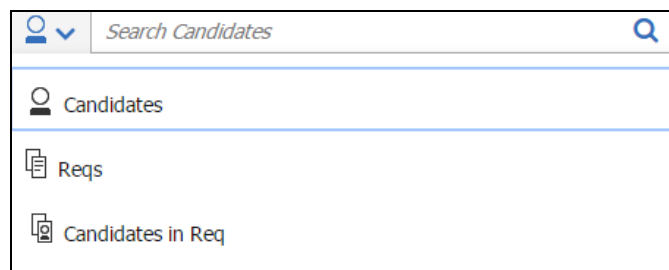 Search Candidates
Candidates
Reqs
Candidates in Req